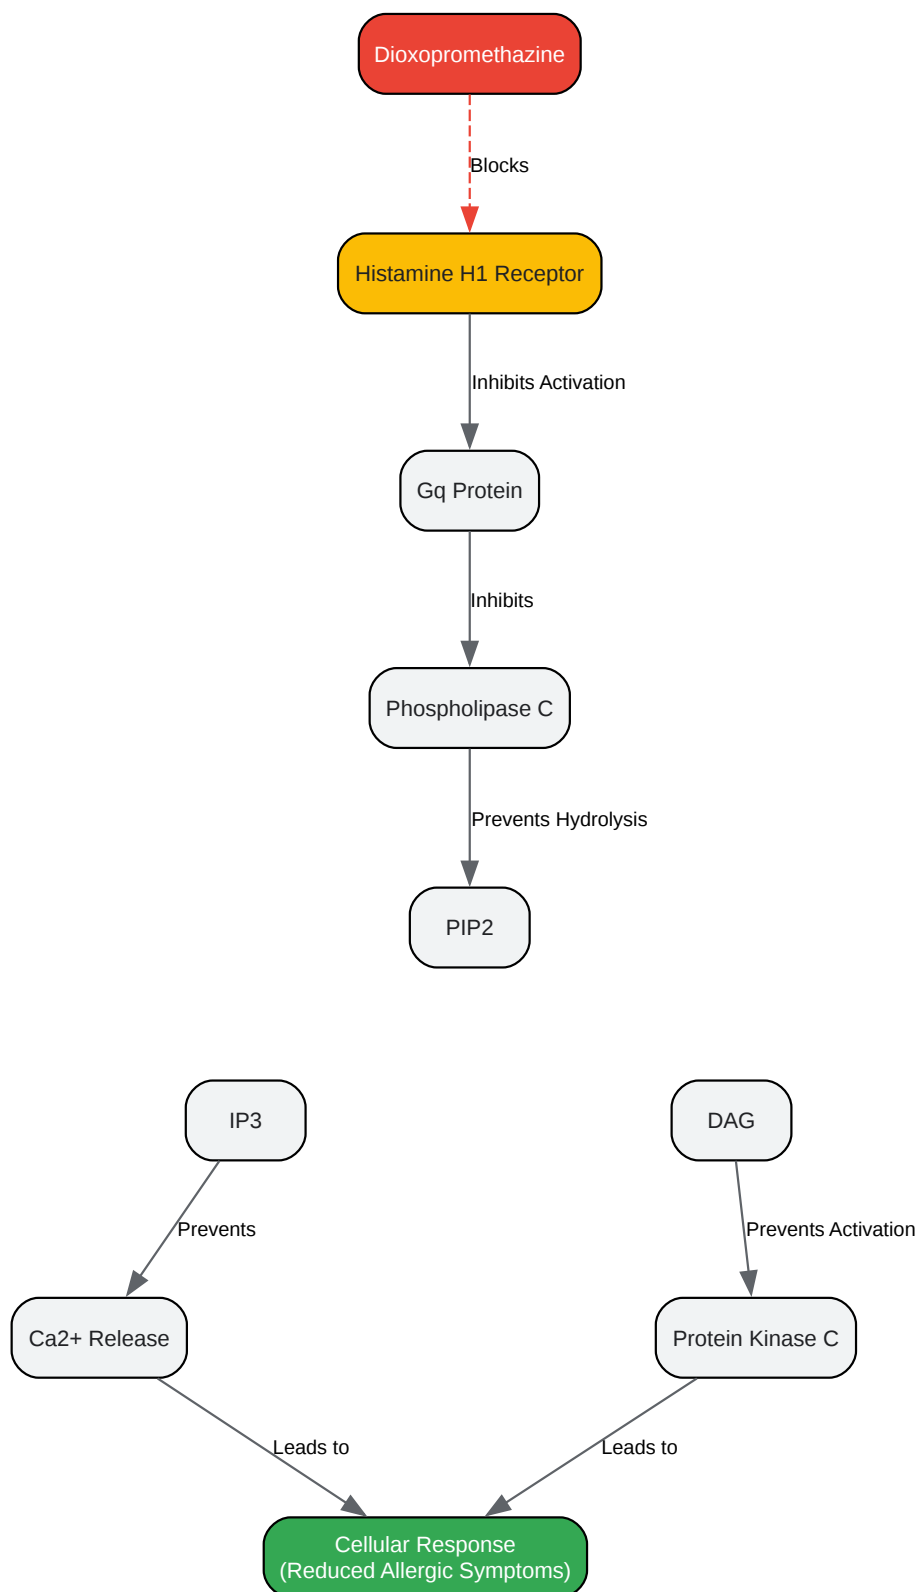 Dioxopromethazine
Blocks
Histamine H1 Receptor
Inhibits Activation
Gq Protein
Inhibits
Phospholipase C
Prevents Hydrolysis
PIP2
IP3
DAG
Prevents
Prevents Activation
Ca2+ Release
Protein Kinase C
Leads to
Leads to
Cellular Response
(Reduced Allergic Symptoms)